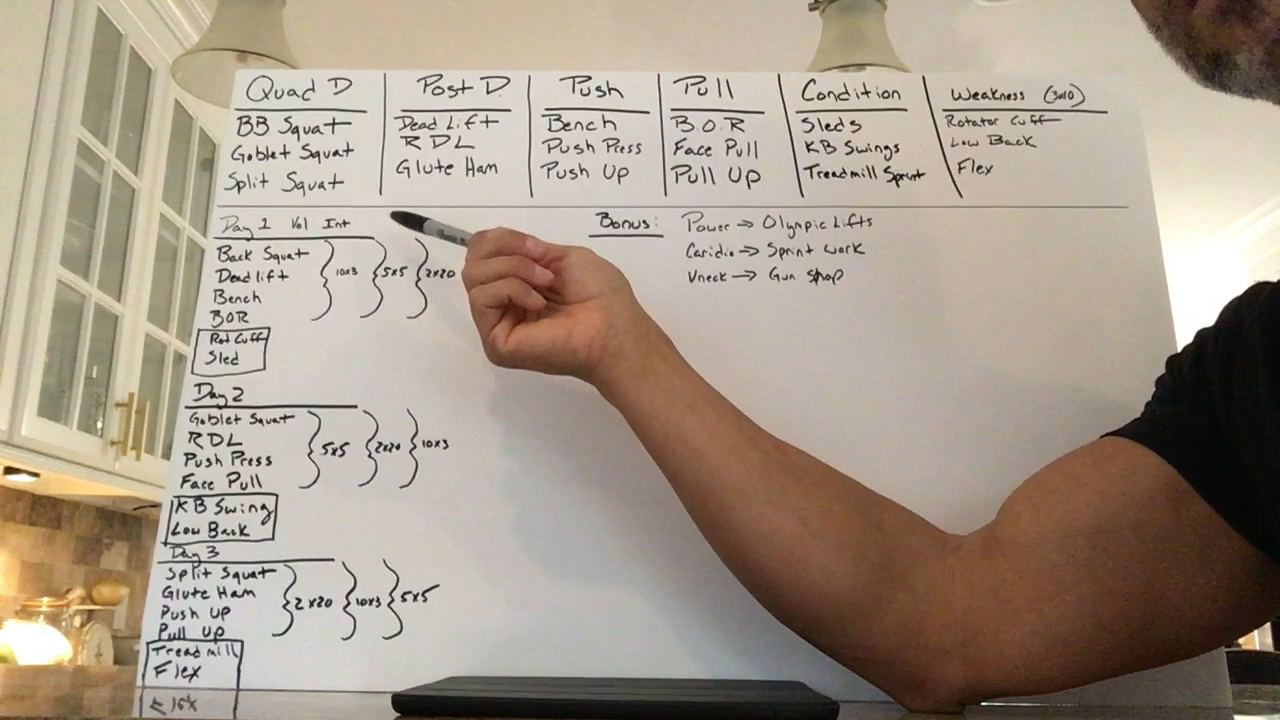 Quad D
BB Squat
Goblet Squat
Split Squat
Post D.
Dead Lift
RDL
Glute Ham
Push
Bench
Push Press
Push Up
Pull
B.O.R
Face Pull
Pull Up
Condition
Sleds
KB Swings
Treadmill Sprint
Weakness (3x10)
Rotator Cuff
Low Back
Flex
Day 1 Vol Int
Back Squat
Deadlift
Bench
BOR
10x3 5x5 2x20
Rot Cuff
Sled
Bonus: Power → Olympic Lifts
Caridio → Sprint work
Vneck → Gun Shop
Day 2
Goblet Squat
RDL
Push Press
Face Pull
5x5 2x20 10x3
KB Swing
Low Back
Day 3
Split Squat
Glute Ham
Push Up
Pull Up
2x20 10x3 5x5
Treadmill
Flex